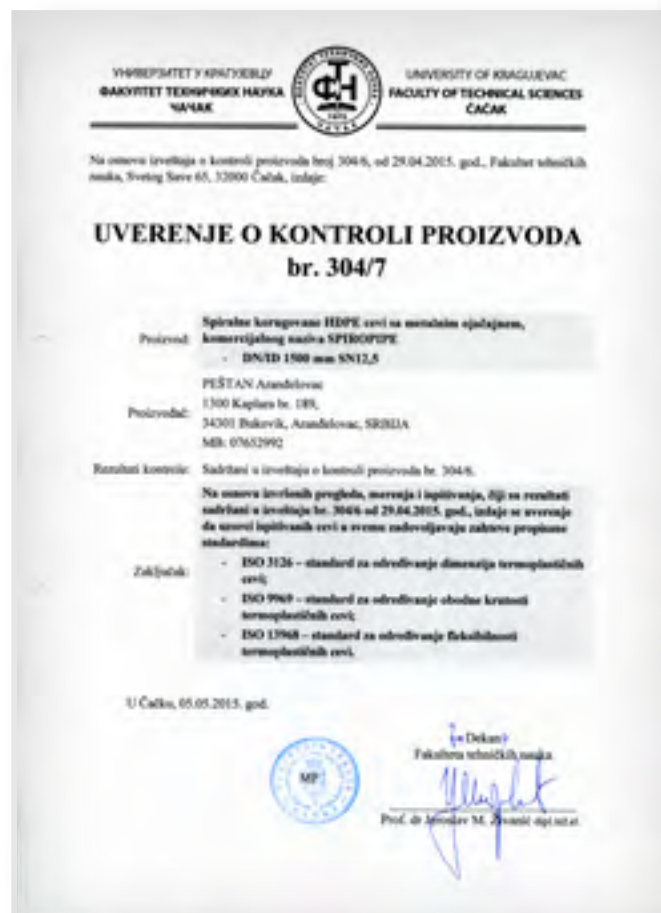 УНИВЕРЗИТЕТ У КРАГУЈЕВЦУ
ФАКУЛТЕТ ТЕХНИЧКИХ НАУКА
ЧАЧАК
UNIVERSITY OF KRAGUJEVAC
FACULTY OF TECHNICAL SCIENCES
ČAČAK
Na osnovu izveštaja o kontroli proizvoda broj 304/6, od 29.04.2015. god., Fakultet tehničkih
nauka, Svetog Save 65, 32000 Čačak, izdaje:
UVERENJE O KONTROLI PROIZVODA
br. 304/7
Proizvod:
Spiralne korugovane HDPE cevi sa metalnim ojačanjem,
komercijalnog naziva SPIROPIPE
- DN/ID 1500 mm SN12,5
Proizvođač:
PEŠTAN Aranđelovac
1300 Kaplara br. 189,
34301 Bukovik, Aranđelovac, SRBIJA
MB: 07652992
Rezultati kontrole: Sadržani u izveštaju o kontroli proizvoda br. 304/6.
Zaključak:
Na osnovu izvršenih pregleda, merenja i ispitivanja, čiji su rezultati
sadržani u izveštaju br. 304/6 od 29.04.2015. god., izdaje se uverenje
da uzorci ispitivanih cevi u svemu zadovoljavaju zahteve propisane
standardima:
- ISO 3126 – standard za određivanje dimenzija termoplastičnih
cevi;
- ISO 9969 – standard za određivanje obodne krutosti
termoplastičnih cevi;
- ISO 13968 – standard za određivanje fleksibilnosti
termoplastičnih cevi.
U Čačku, 05.05.2015. god.
MP
Dekan
Fakulteta tehničkih nauka
Prof. dr Jeroslav M. Živanić